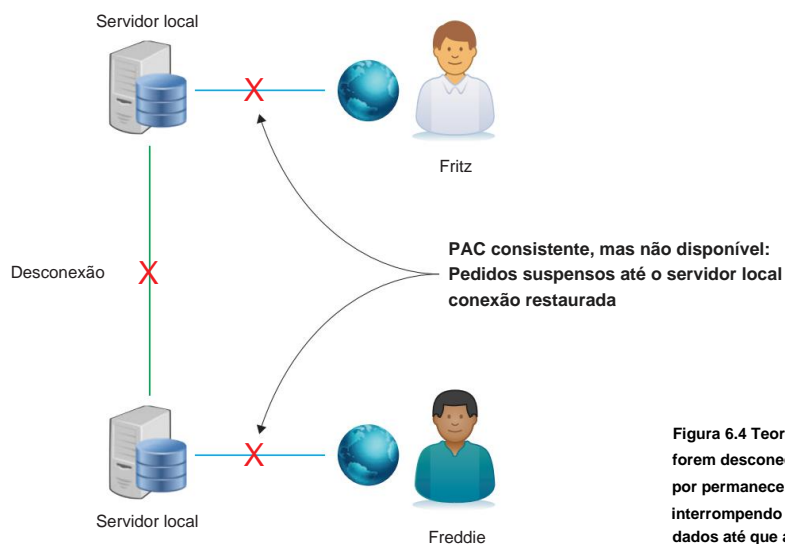 Servidor local
X
Fritz
PAC consistente, mas não disponível:
Pedidos suspensos até o servidor local
conexão restaurada
Desconexão
X
X
Servidor local
Freddie
Figura 6.4 Teor
forem desconec
por permanece
interrompendo
dados até que a